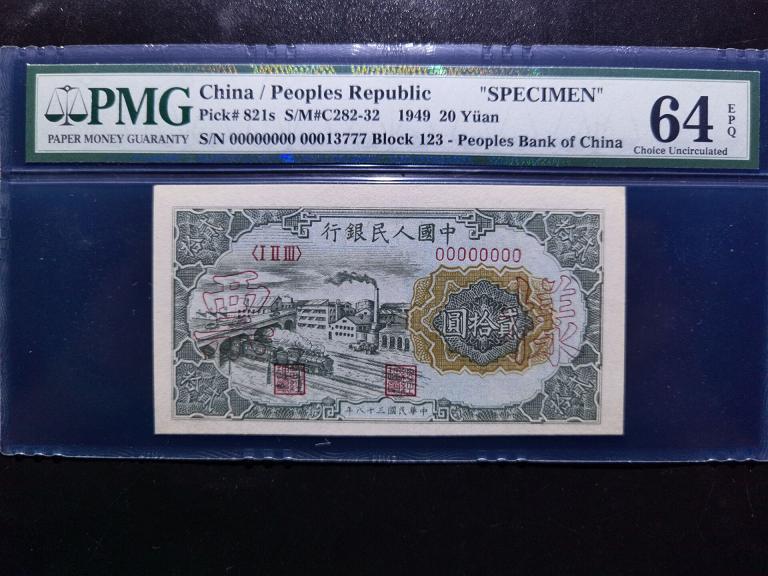 PMG
PAPER MONEY GUARANTY
China / Peoples Republic "SPECIMEN"
Pick# 821s S/M#C282-32 1949 20 Yüan
S/N 00000000 00013777 Block 123 - Peoples Bank of China
64 EPQ
Choice Uncirculated
行銀民人國中
〈I II III〉 00000000
圓拾貳
票 樣
年八十三國民華中